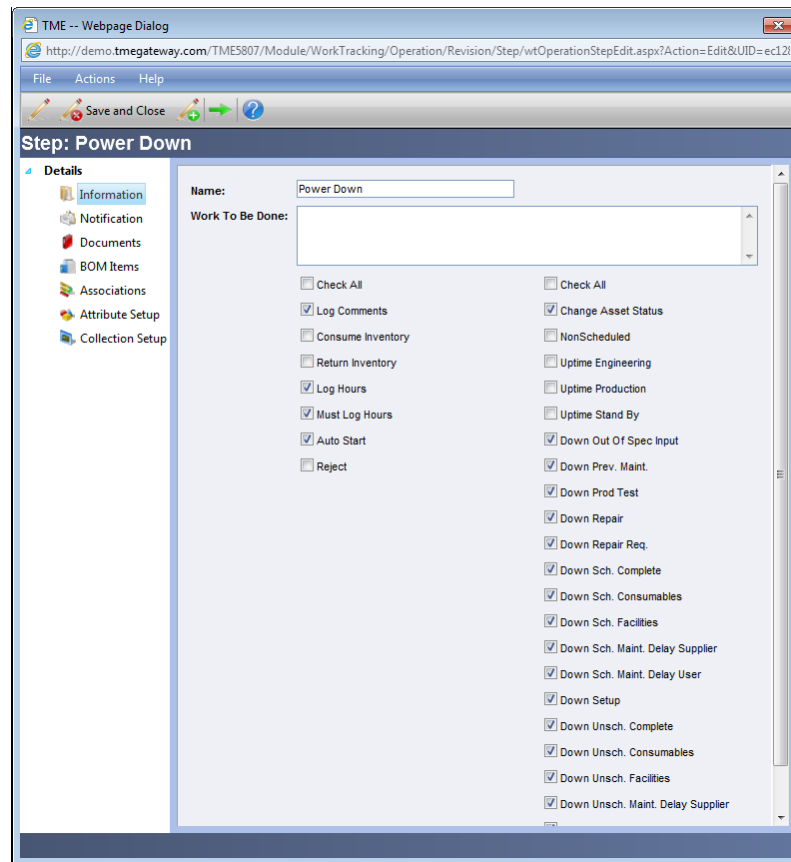 TME -- Webpage Dialog
http://demo.tmegateway.com/TME5807/Module/WorkTracking/Operation/Revision/Step/wtOperationStepEdit.aspx?Action=Edit&UID=ec128
File Actions Help
Save and Close
Step: Power Down
Details
Information
Notification
Documents
BOM Items
Associations
Attribute Setup
Collection Setup
Name: Power Down
Work To Be Done:
Check All
Log Comments
Consume Inventory
Return Inventory
Log Hours
Must Log Hours
Auto Start
Reject
Check All
Change Asset Status
NonScheduled
Uptime Engineering
Uptime Production
Uptime Stand By
Down Out Of Spec Input
Down Prev. Maint.
Down Prod Test
Down Repair
Down Repair Req.
Down Sch. Complete
Down Sch. Consumables
Down Sch. Facilities
Down Sch. Maint. Delay Supplier
Down Sch. Maint. Delay User
Down Setup
Down Unsch. Complete
Down Unsch. Consumables
Down Unsch. Facilities
Down Unsch. Maint. Delay Supplier